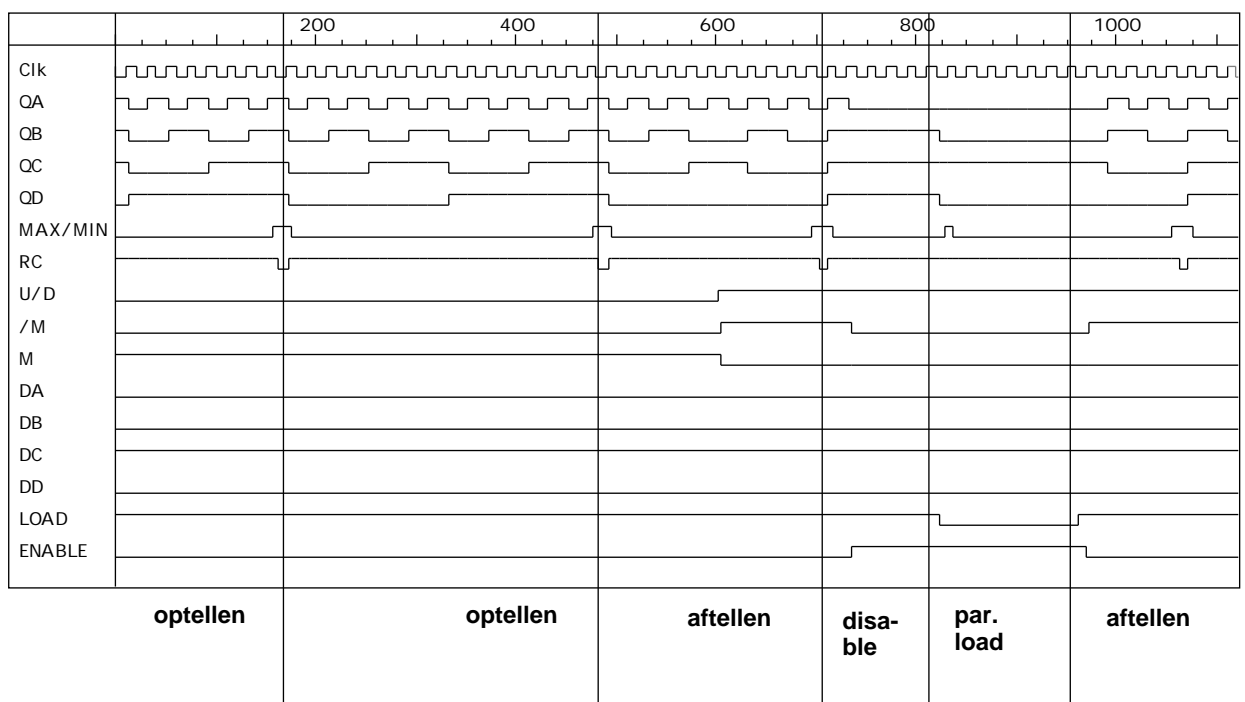 200 400 600 800 1000
Clk
QA
QB
QC
QD
MAX/MIN
RC
U/D
/M
M
DA
DB
DC
DD
LOAD
ENABLE
optellen optellen aftellen disa- par. aftellen
ble load